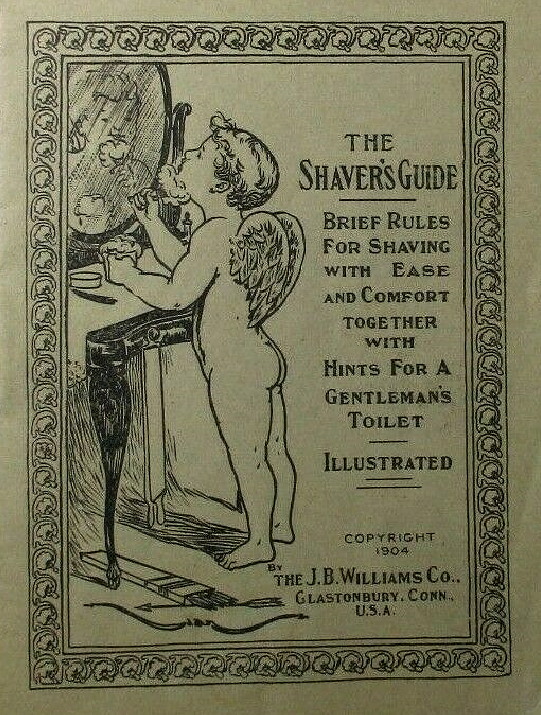 THE
SHAVER'S GUIDE
BRIEF RULES
FOR SHAVING
WITH EASE
AND COMFORT
TOGETHER
WITH
HINTS FOR A
GENTLEMAN'S
TOILET
ILLUSTRATED
COPYRIGHT
1904
BY
THE J.B. WILLIAMS CO.,
GLASTONBURY, CONN.,
U.S.A.